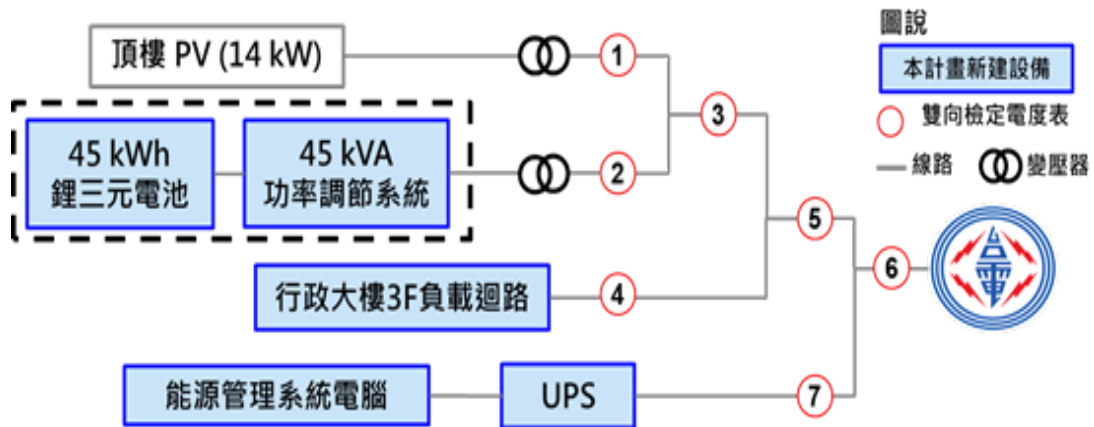 圖說
頂樓 PV (14 kW)
1
本計畫新建設備
3
雙向檢定電度表
45 kWh
鋰三元電池
45 kVA
功率調節系統
2
線路
變壓器
5
6
台電
行政大樓3F負載迴路
4
能源管理系統電腦
UPS
7